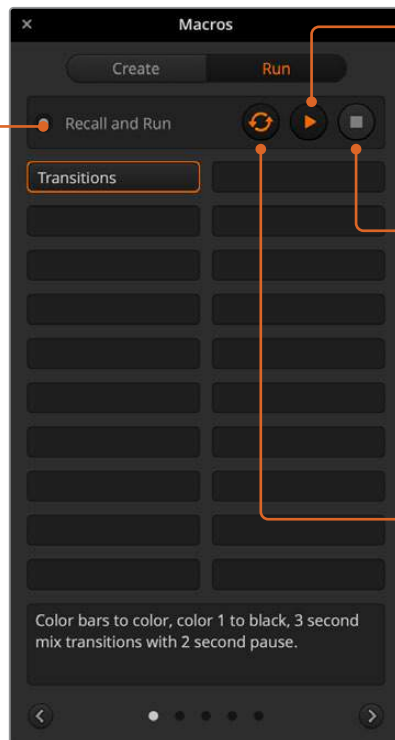 Macros
Create
Run
Recall and Run
Transitions
Color bars to color, color 1 to black, 3 second
mix transitions with 2 second pause.